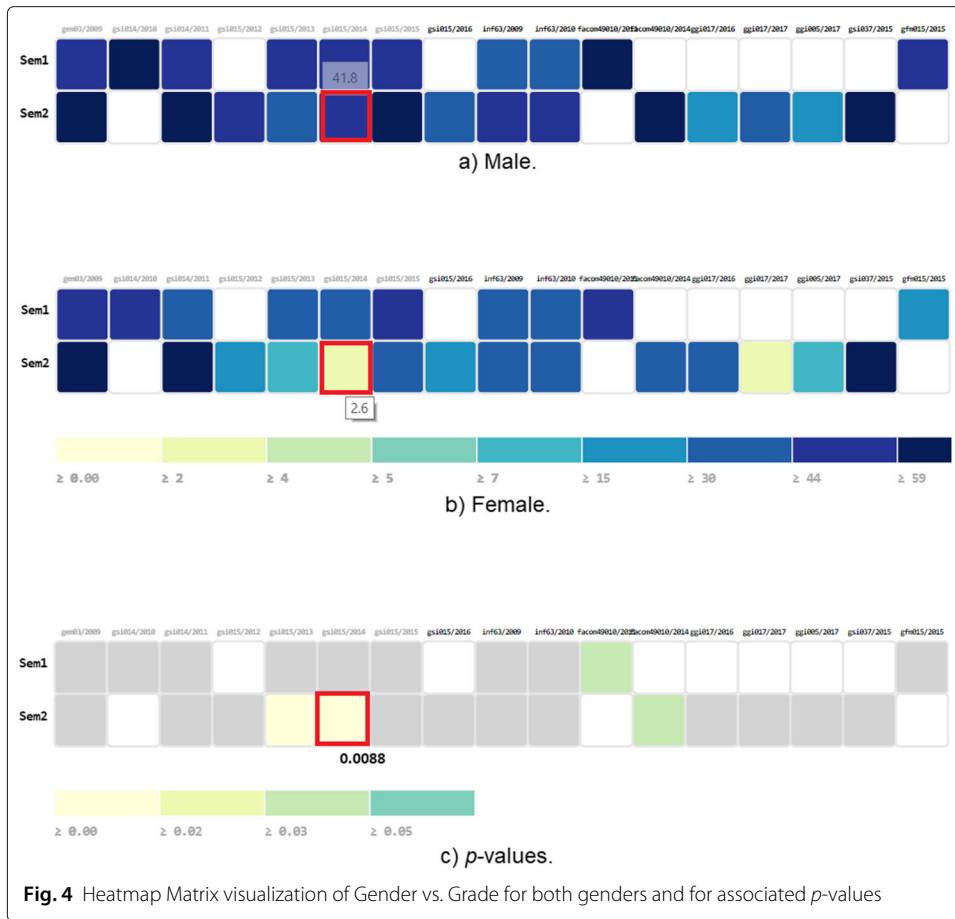 gem03/2009 gsi014/2010 gsi014/2011 gsi015/2012 gsi015/2013 gsi015/2014 gsi015/2015 gsi015/2016 inf63/2009 inf63/2010 facom49010/2011 facom49010/2014 ggi017/2016 ggi017/2017 ggi005/2017 gsi037/2015 gfm015/2015
Sem1
41.8
Sem2
a) Male.
gem03/2009 gsi014/2010 gsi014/2011 gsi015/2012 gsi015/2013 gsi015/2014 gsi015/2015 gsi015/2016 inf63/2009 inf63/2010 facom49010/2011 facom49010/2014 ggi017/2016 ggi017/2017 ggi005/2017 gsi037/2015 gfm015/2015
Sem1
Sem2
2.6
≥ 0.00 ≥ 2 ≥ 4 ≥ 5 ≥ 7 ≥ 15 ≥ 30 ≥ 44 ≥ 59
b) Female.
gem03/2009 gsi014/2010 gsi014/2011 gsi015/2012 gsi015/2013 gsi015/2014 gsi015/2015 gsi015/2016 inf63/2009 inf63/2010 facom49010/2011 facom49010/2014 ggi017/2016 ggi017/2017 ggi005/2017 gsi037/2015 gfm015/2015
Sem1
Sem2
0.0088
≥ 0.00 ≥ 0.02 ≥ 0.03 ≥ 0.05
c) p-values.
Fig. 4 Heatmap Matrix visualization of Gender vs. Grade for both genders and for associated p-values